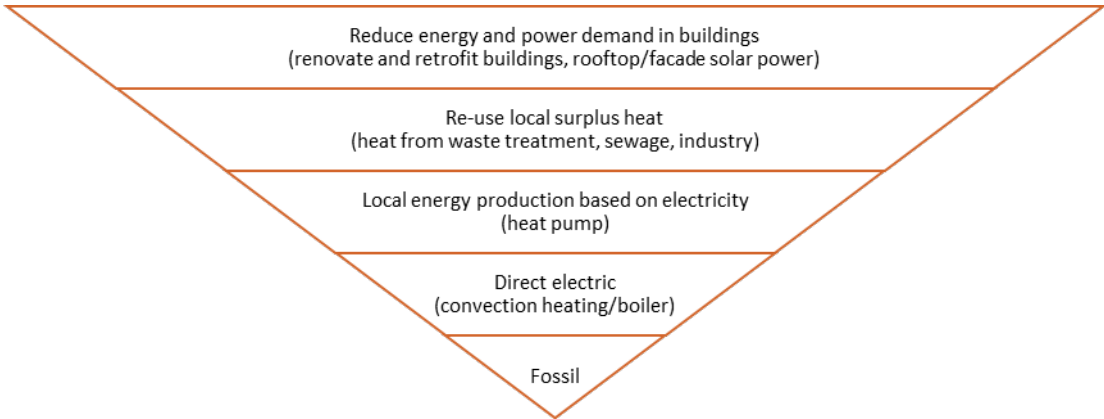 Reduce energy and power demand in buildings
(renovate and retrofit buildings, rooftop/facade solar power)
Re-use local surplus heat
(heat from waste treatment, sewage, industry)
Local energy production based on electricity
(heat pump)
Direct electric
(convection heating/boiler)
Fossil